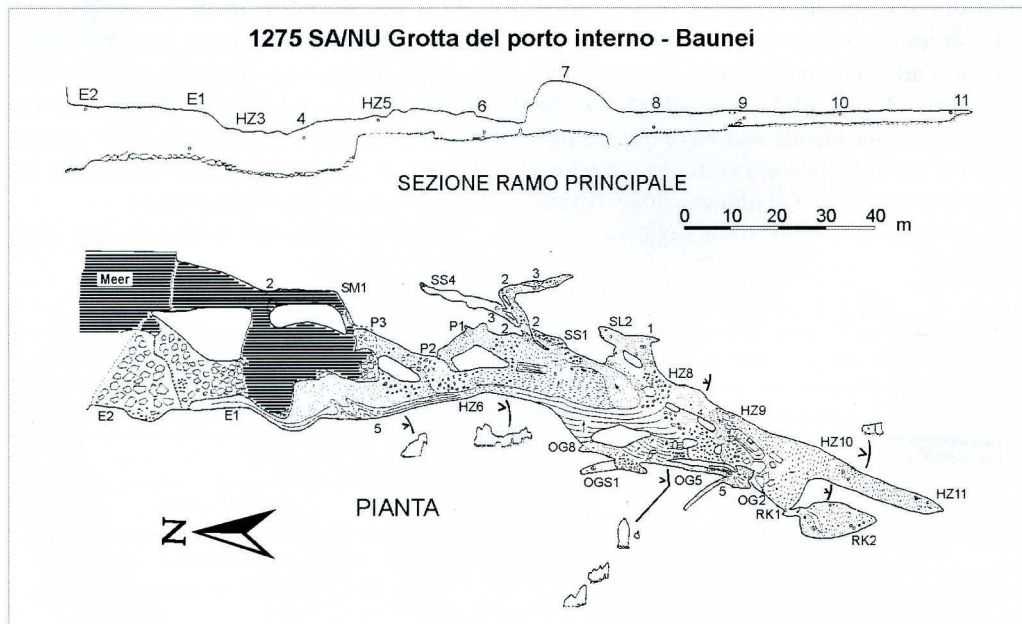 1275 SA/NU Grotta del porto interno - Baunei
E2 E1 HZ3 4 HZ5 6 7 8 9 10 11
SEZIONE RAMO PRINCIPALE
0 10 20 30 40 m
Meer
2 SM1 SS4 2 3
P3 P1 3 2 2 SS1 SL2 1
P2 HZ8
E2 E1 5 HZ6 HZ9
OG8 HZ10
OGS1 OG5 5 OG2 HZ11
RK1
RK2
PIANTA
N